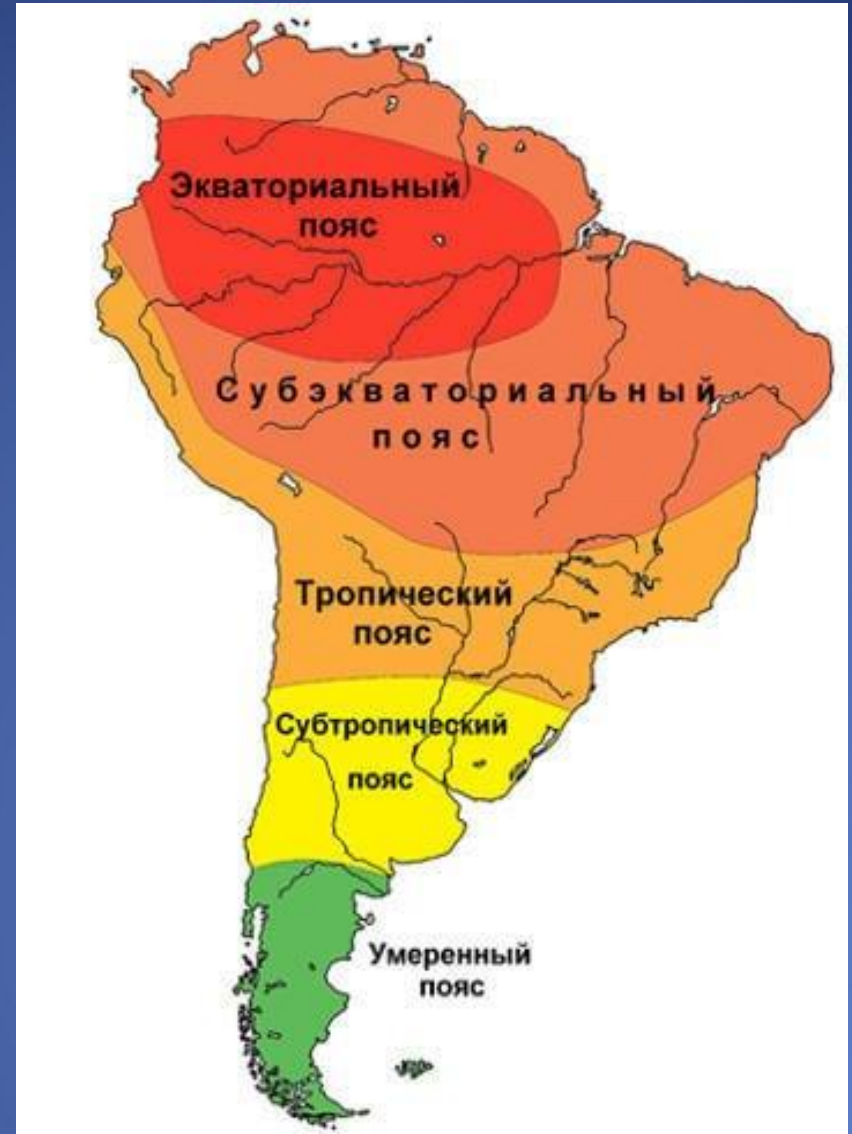 Экваториальный
пояс
Субэкваториальный
пояс
Тропический
пояс
Субтропический
пояс
Умеренный
пояс